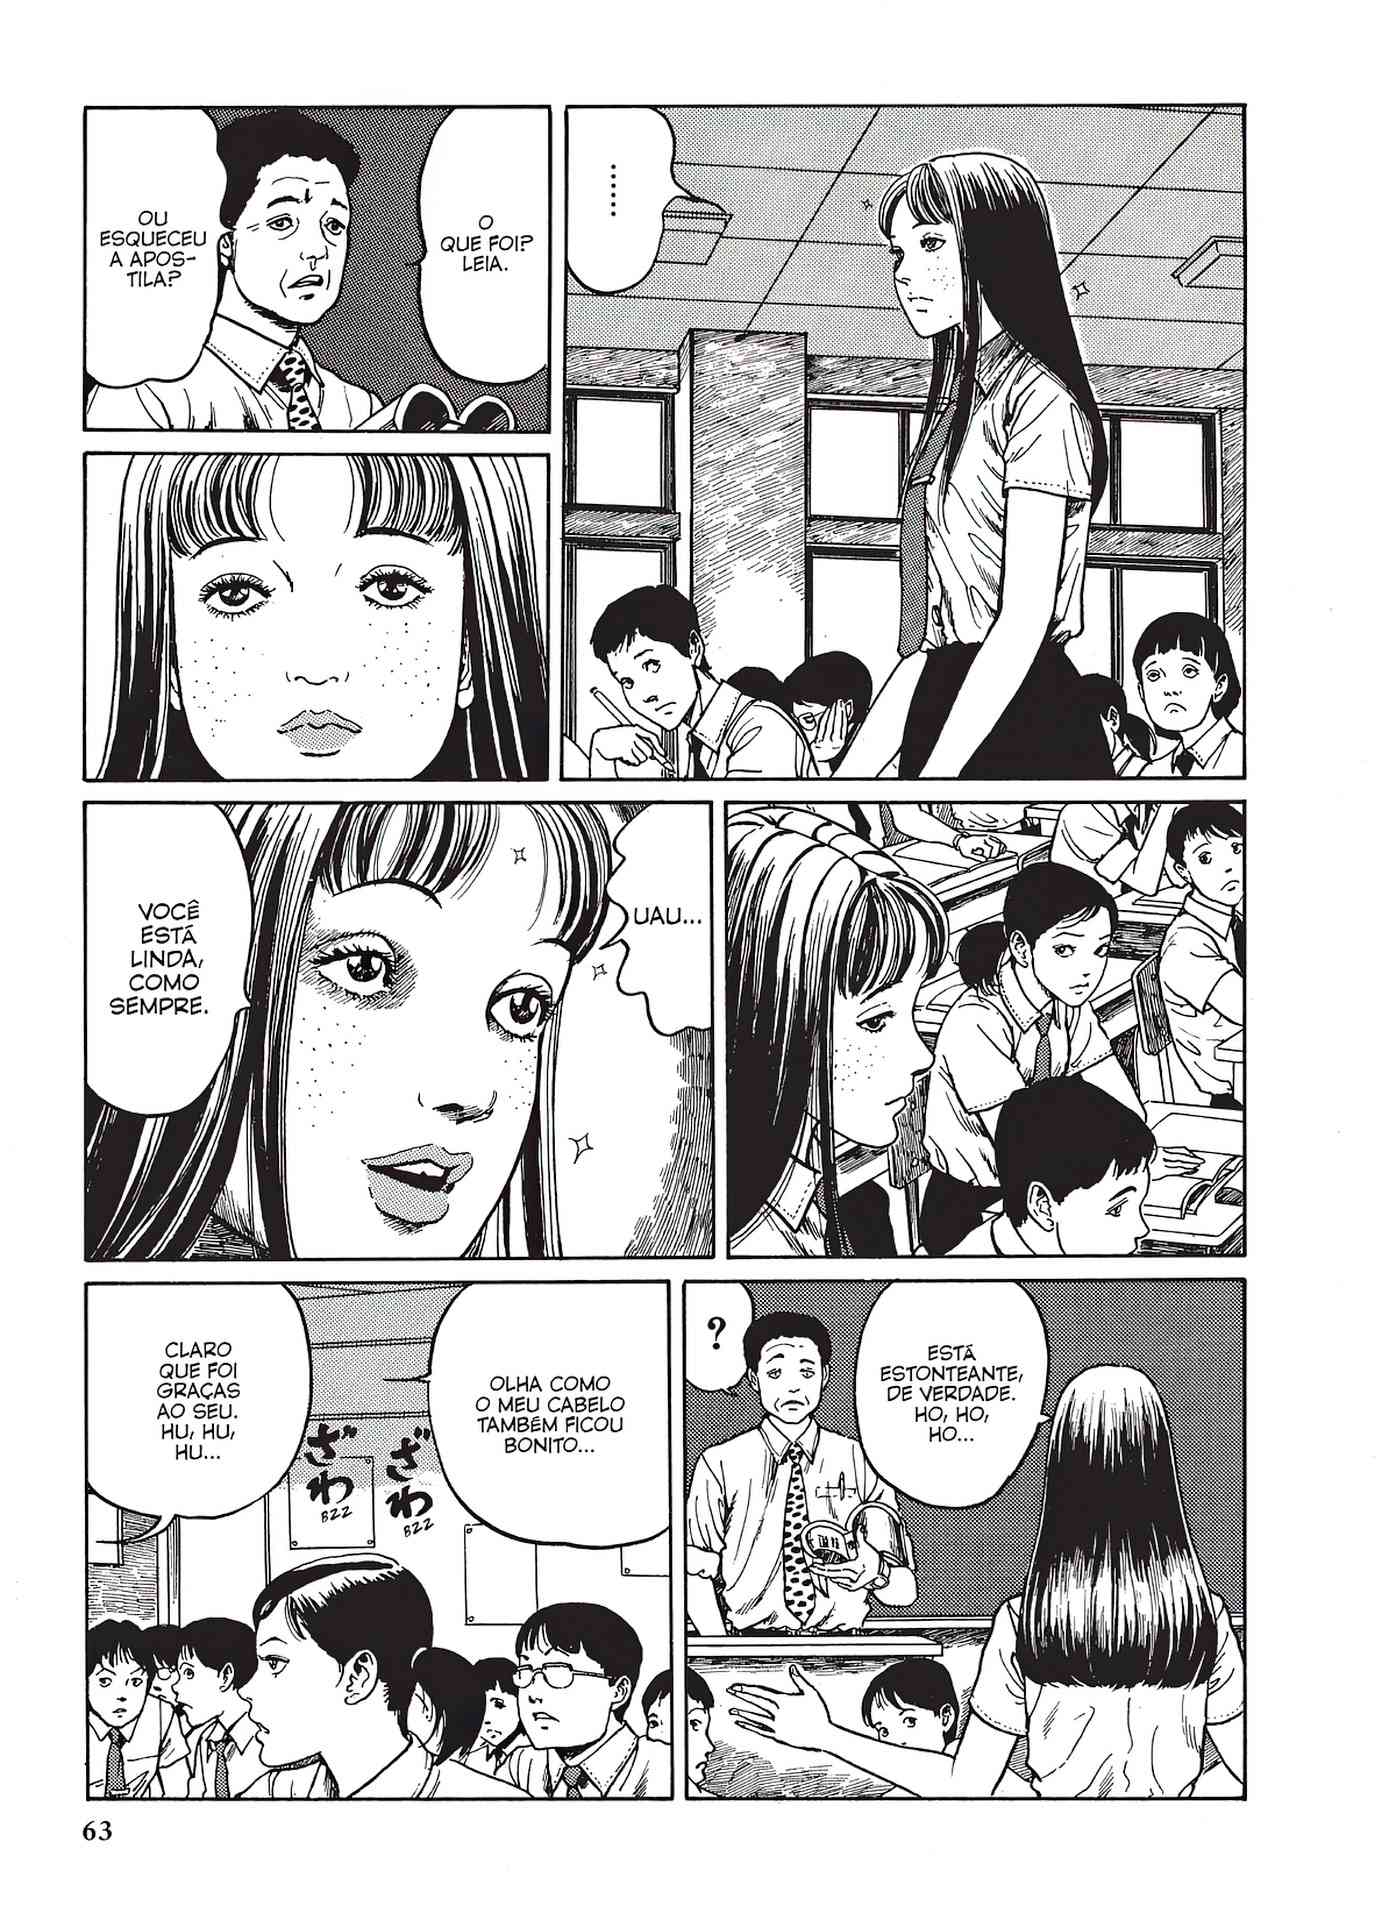 ........
O
QUE FOI?
LEIA.
OU
ESQUECEU
A APOS-
TILA?
UAU...
VOCÊ
ESTÁ
LINDA,
COMO
SEMPRE.
ESTÁ
ESTONTEANTE,
DE VERDADE.
HO, HO,
HO...
?
OLHA COMO
O MEU CABELO
TAMBÉM FICOU
BONITO...
ざわ
BZZ
ざわ
BZZ
CLARO
QUE FOI
GRAÇAS
AO SEU.
HU, HU,
HU...
63